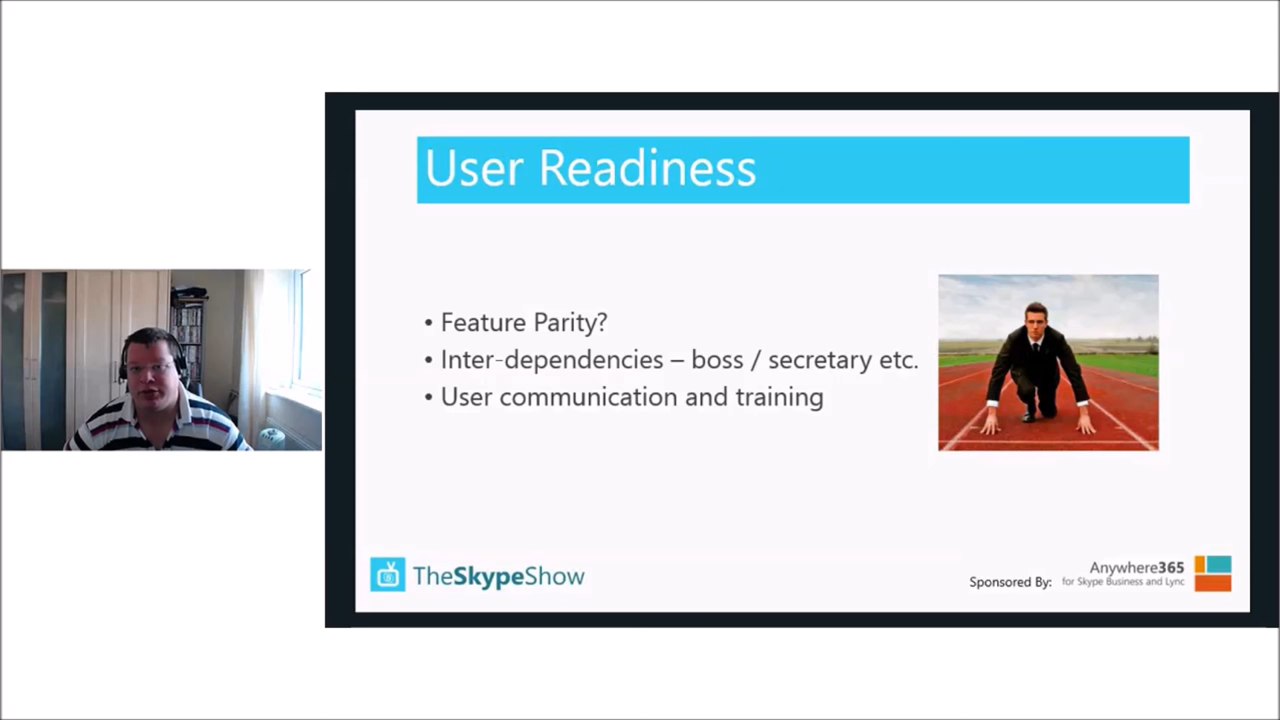 User Readiness
• Feature Parity?
• Inter-dependencies – boss / secretary etc.
• User communication and training
TheSkypeShow
Sponsored By:
Anywhere365
for Skype Business and Lync